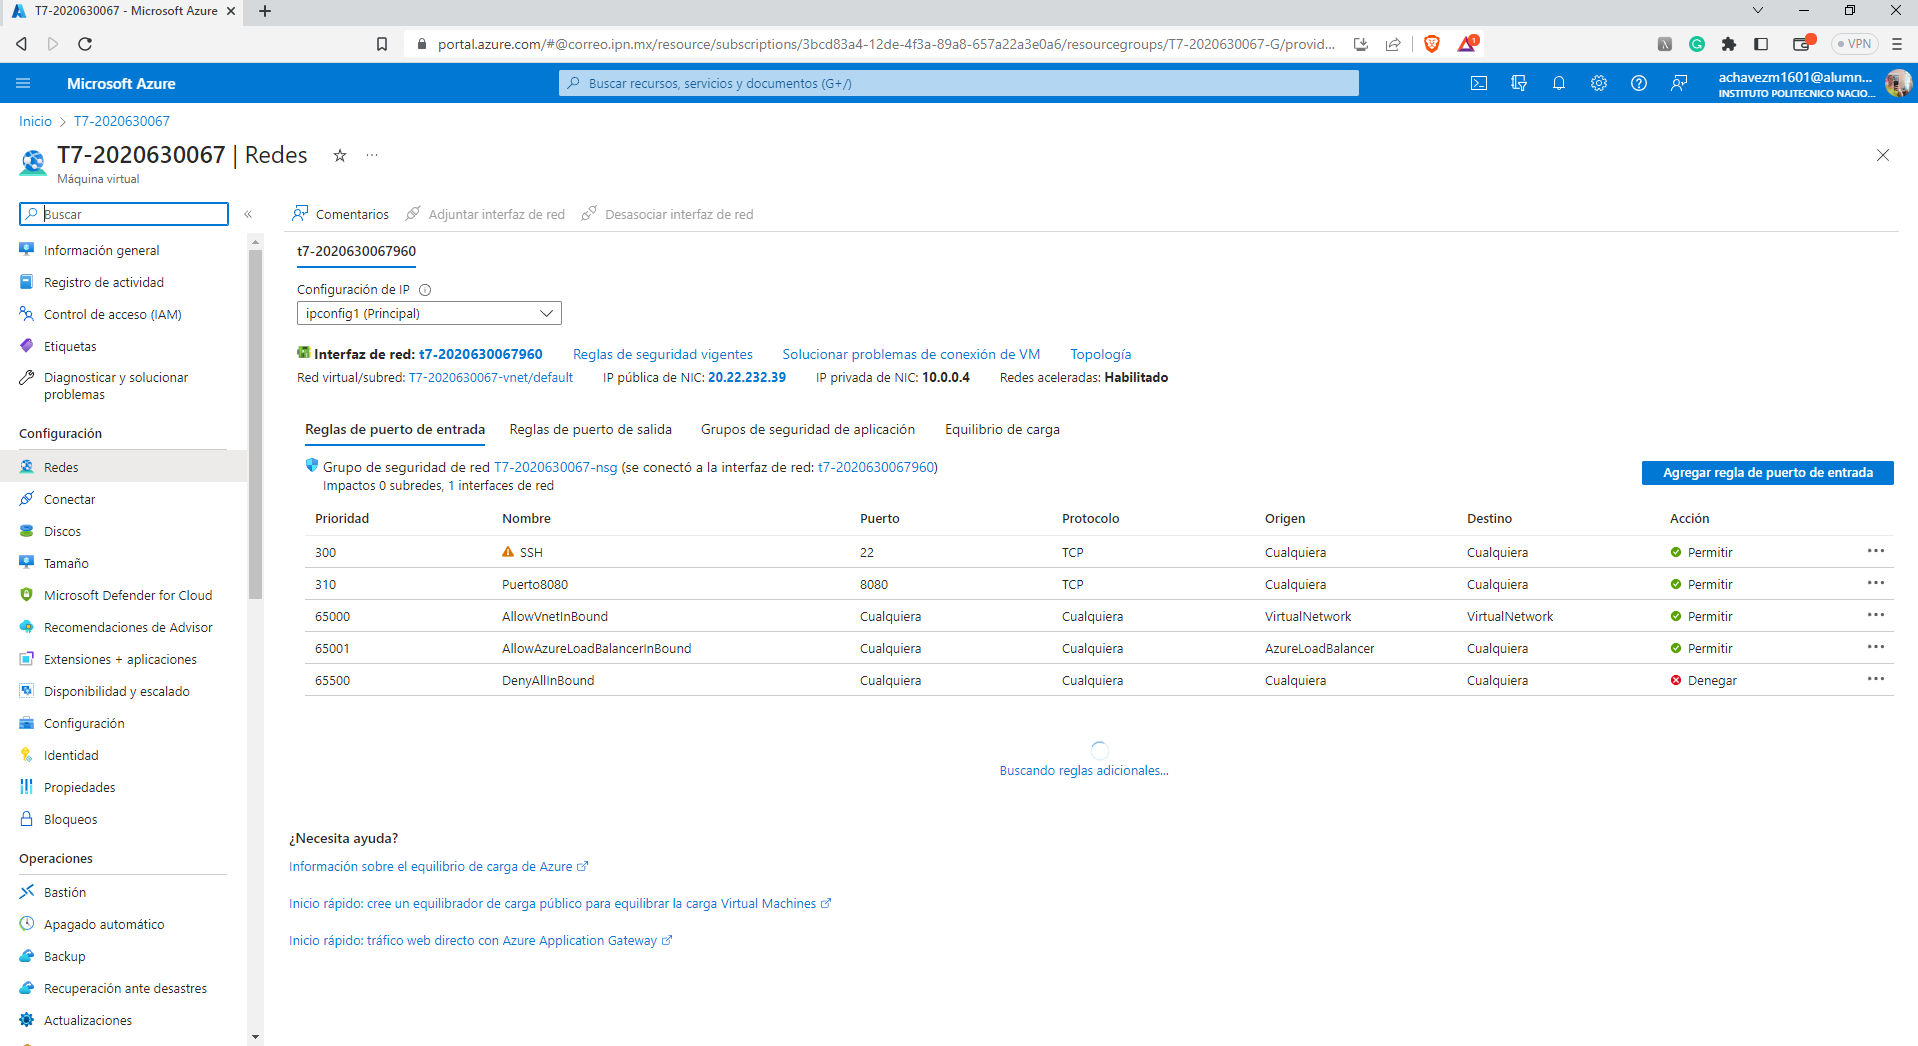 T7-2020630067 - Microsoft Azure
portal.azure.com/#@correo.ipn.mx/resource/subscriptions/3bcd83a4-12de-4f3a-89a8-657a22a3e0a6/resourcegroups/T7-2020630067-G/provid...
1
VPN
Microsoft Azure
Buscar recursos, servicios y documentos (G+/)
achavezm1601@alumn...
INSTITUTO POLITECNICO NACIO...
Inicio > T7-2020630067
T7-2020630067 | Redes
Máquina virtual
Buscar
Información general
Registro de actividad
Control de acceso (IAM)
Etiquetas
Diagnosticar y solucionar
problemas
Configuración
Redes
Conectar
Discos
Tamaño
Microsoft Defender for Cloud
Recomendaciones de Advisor
Extensiones + aplicaciones
Disponibilidad y escalado
Configuración
Identidad
Propiedades
Bloqueos
Operaciones
Bastión
Apagado automático
Backup
Recuperación ante desastres
Actualizaciones
Comentarios Adjuntar interfaz de red Desasociar interfaz de red
t7-2020630067960
Configuración de IP
ipconfig1 (Principal)
Interfaz de red: t7-2020630067960 Reglas de seguridad vigentes Solucionar problemas de conexión de VM Topología
Red virtual/subred: T7-2020630067-vnet/default IP pública de NIC: 20.22.232.39 IP privada de NIC: 10.0.0.4 Redes aceleradas: Habilitado
Reglas de puerto de entrada Reglas de puerto de salida Grupos de seguridad de aplicación Equilibrio de carga
Grupo de seguridad de red T7-2020630067-nsg (se conectó a la interfaz de red: t7-2020630067960)
Impactos 0 subredes, 1 interfaces de red
Agregar regla de puerto de entrada
Prioridad Nombre Puerto Protocolo Origen Destino Acción
300 SSH 22 TCP Cualquiera Cualquiera Permitir
310 Puerto8080 8080 TCP Cualquiera Cualquiera Permitir
65000 AllowVnetInBound Cualquiera Cualquiera VirtualNetwork VirtualNetwork Permitir
65001 AllowAzureLoadBalancerInBound Cualquiera Cualquiera AzureLoadBalancer Cualquiera Permitir
65500 DenyAllInBound Cualquiera Cualquiera Cualquiera Cualquiera Denegar
Buscando reglas adicionales...
¿Necesita ayuda?
Información sobre el equilibrio de carga de Azure
Inicio rápido: cree un equilibrador de carga público para equilibrar la carga Virtual Machines
Inicio rápido: tráfico web directo con Azure Application Gateway